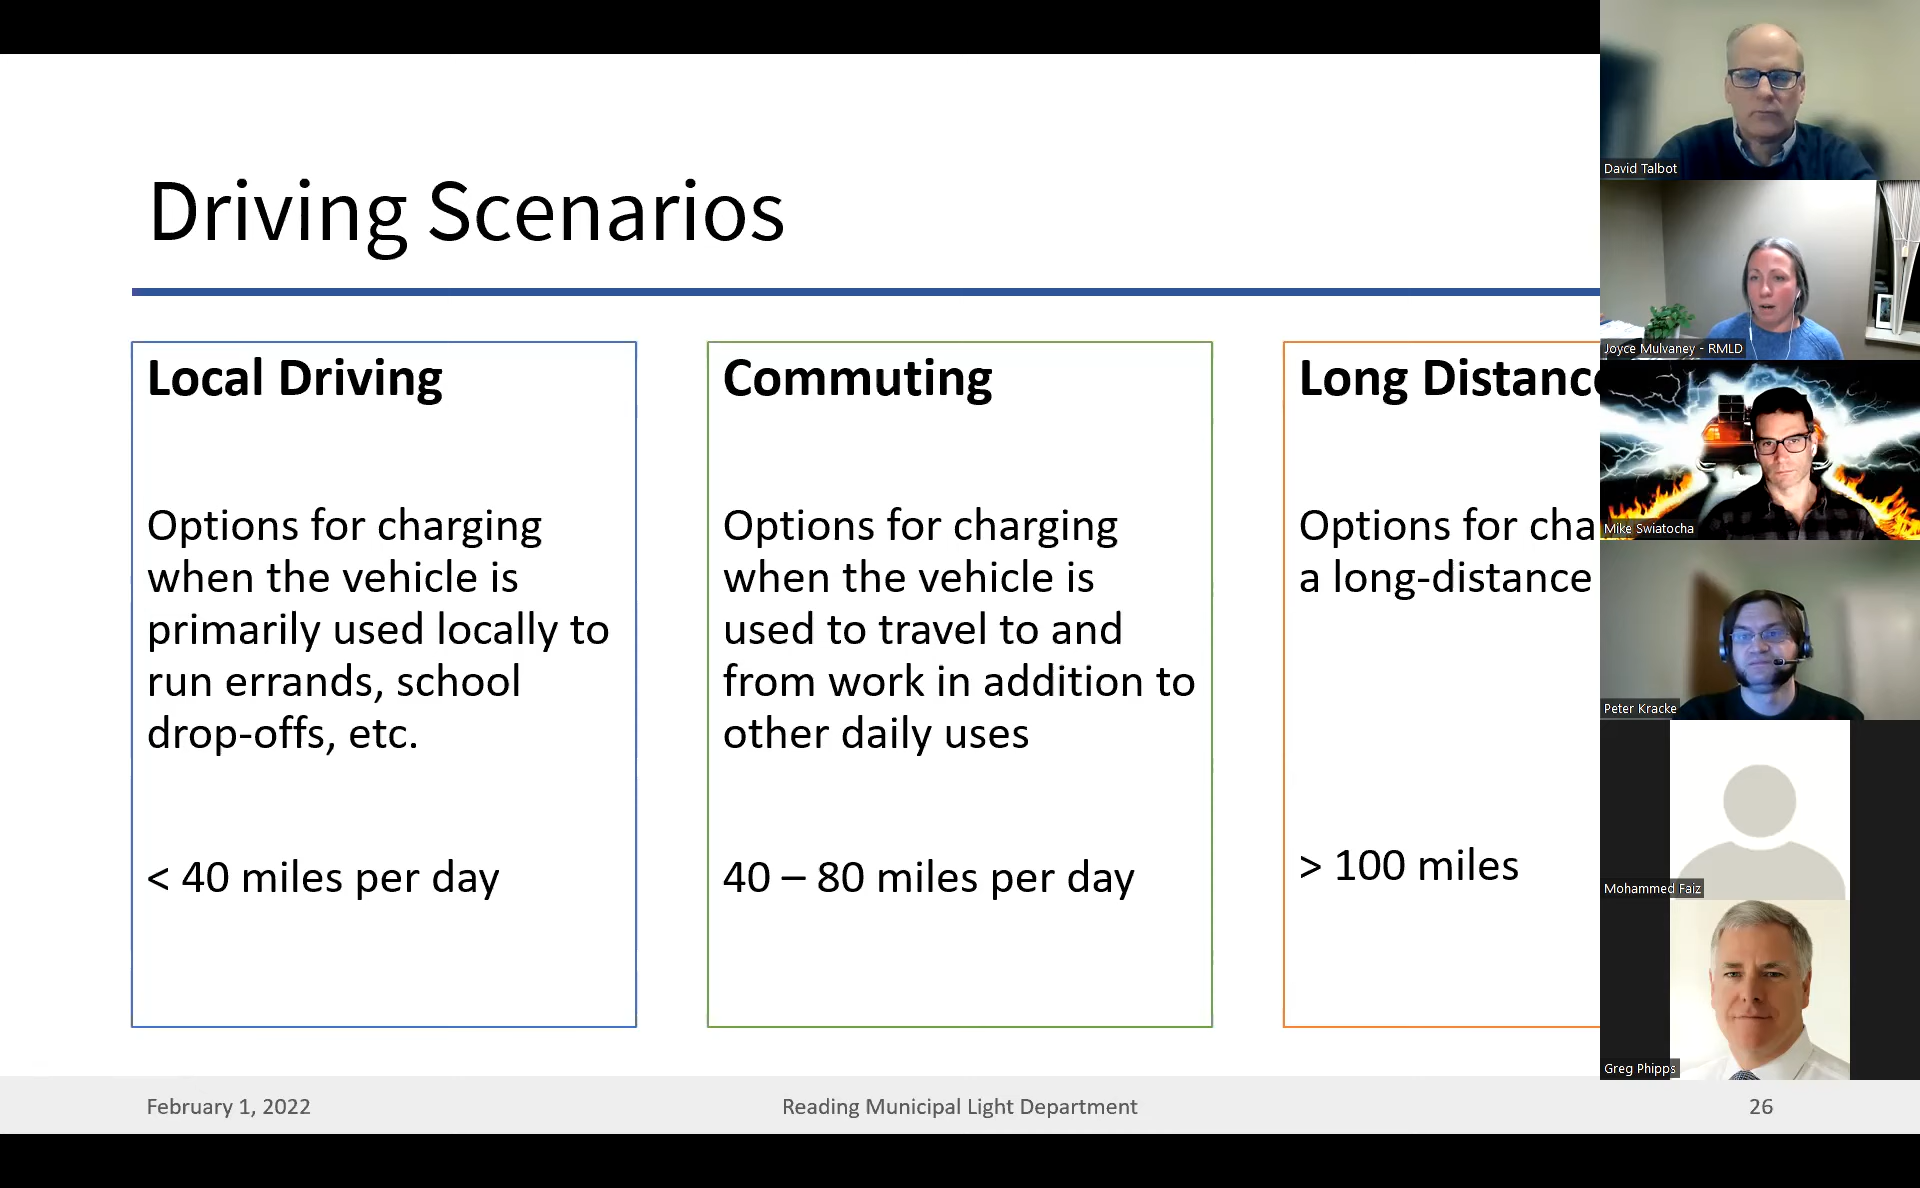 Driving Scenarios
Local Driving
Options for charging
when the vehicle is
primarily used locally to
run errands, school
drop-offs, etc.
< 40 miles per day
Commuting
Options for charging
when the vehicle is
used to travel to and
from work in addition to
other daily uses
40 – 80 miles per day
Long Distance
Options for cha
a long-distance
> 100 miles
February 1, 2022
Reading Municipal Light Department
26
David Talbot
Joyce Mulvaney - RMLD
Mike Swiatocha
Peter Kracke
Mohammed Faiz
Greg Phipps